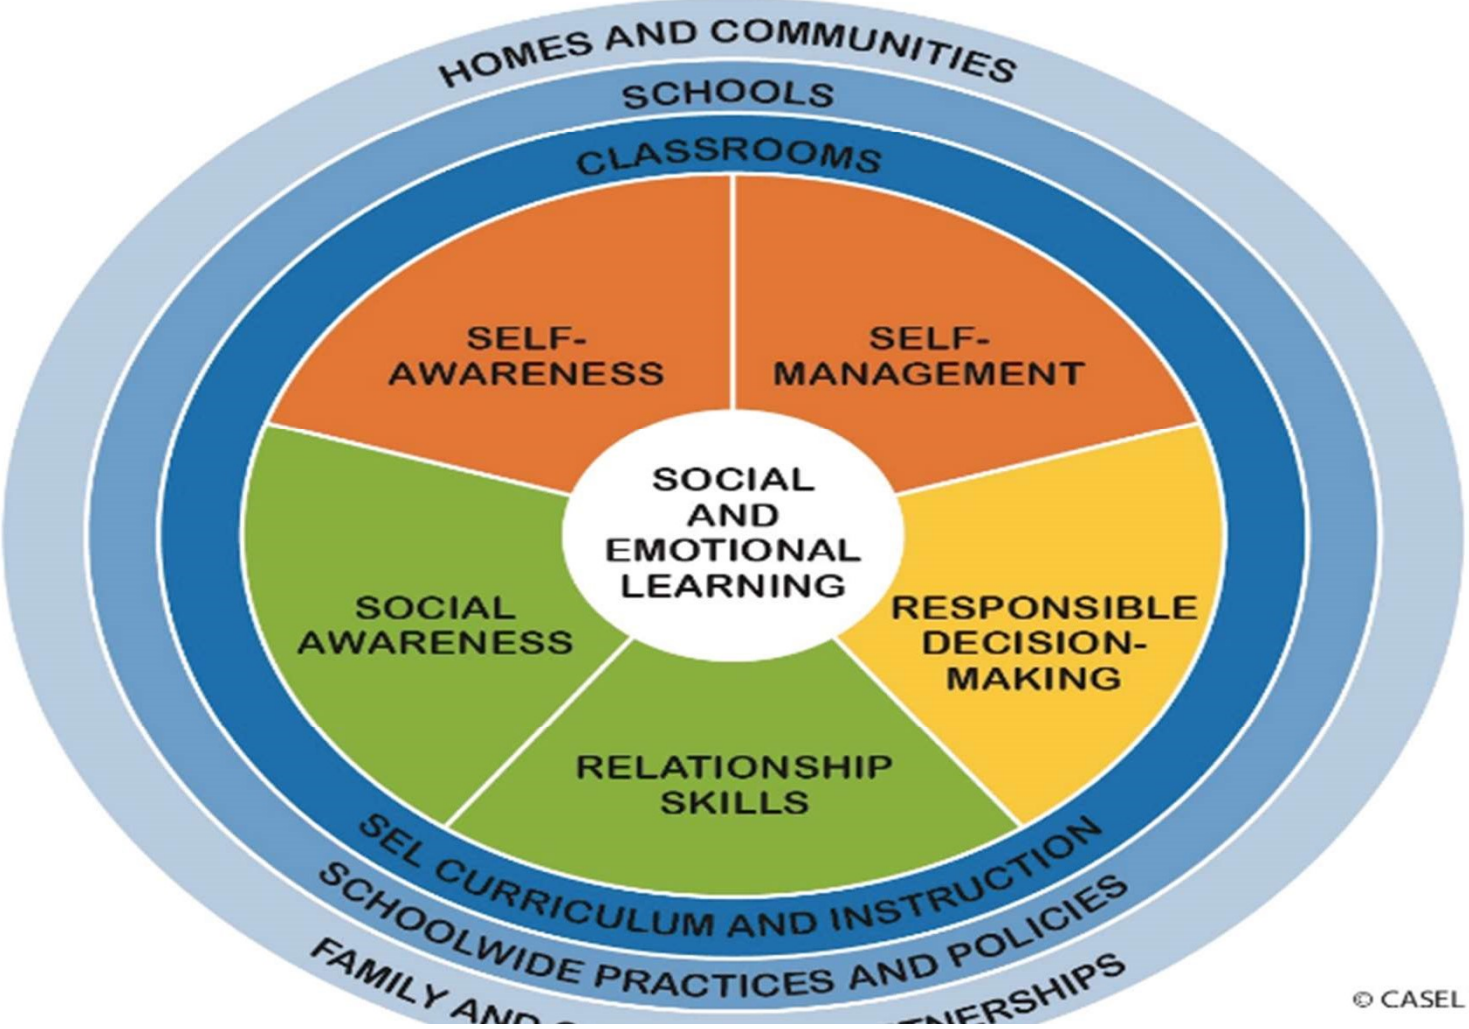 HOMES AND COMMUNITIES
SCHOOLS
CLASSROOMS
SELF-
AWARENESS
SELF-
MANAGEMENT
SOCIAL
AND
EMOTIONAL
LEARNING
SOCIAL
AWARENESS
RESPONSIBLE
DECISION-
MAKING
RELATIONSHIP
SKILLS
SEL CURRICULUM AND INSTRUCTION
SCHOOLWIDE PRACTICES AND POLICIES
FAMILY AND
© CASEL